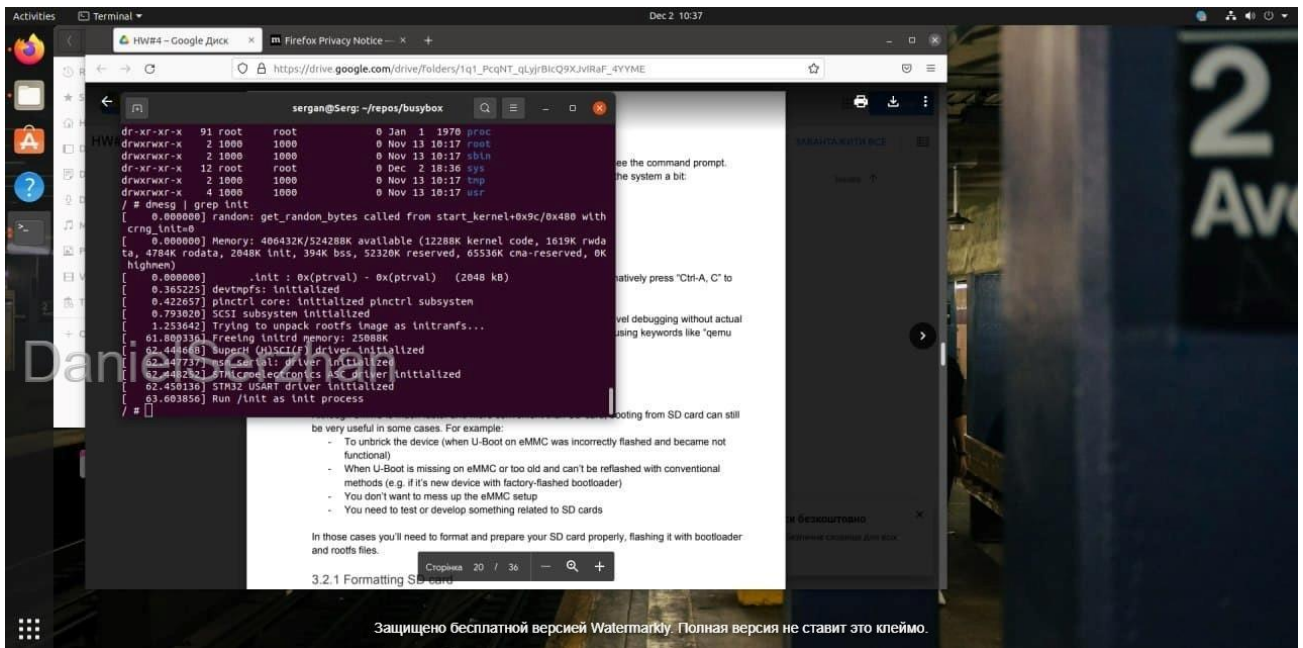 Activities
Terminal
Dec 2 10:37
HW#4 – Google Диск
Firefox Privacy Notice —
https://drive.google.com/drive/folders/1q1_PcqNT_qLyjrBIcQ9XJvIRaF_4YYME
sergan@Serg: ~/repos/busybox
dr-xr-xr-x 91 root root 0 Jan 1 1970 proc
drwxrwxr-x 2 1000 1000 0 Nov 13 10:17 root
drwxrwxr-x 2 1000 1000 0 Nov 13 10:17 sbin
dr-xr-xr-x 12 root root 0 Dec 2 18:36 sys
drwxrwxr-x 2 1000 1000 0 Nov 13 10:17 tmp
drwxrwxr-x 4 1000 1000 0 Nov 13 10:17 usr
/ # dmesg | grep init
[ 0.000000] random: get_random_bytes called from start_kernel+0x9c/0x480 with
crng_init=0
[ 0.000000] Memory: 406432K/524288K available (12288K kernel code, 1619K rwda
ta, 4784K rodata, 2048K init, 394K bss, 52320K reserved, 65536K cma-reserved, 0K
highmem)
[ 0.000000] .init : 0x(ptrval) - 0x(ptrval) (2048 kB)
[ 0.365225] devtmpfs: initialized
[ 0.422657] pinctrl core: initialized pinctrl subsystem
[ 0.793020] SCSI subsystem initialized
[ 1.253642] Trying to unpack rootfs image as initramfs...
[ 61.800336] Freeing initrd memory: 25088K
[ 62.444668] SuperH (H)SCI(F) driver initialized
[ 62.447737] msm_serial: driver initialized
[ 62.448252] STMicroelectronics ASC driver initialized
[ 62.450136] STM32 USART driver initialized
[ 63.603856] Run /init as init process
/ #
ee the command prompt.
the system a bit:
natively press "Ctrl-A, C" to
vel debugging without actual
using keywords like "qemu
booting from SD card can still
be very useful in some cases. For example:
- To unbrick the device (when U-Boot on eMMC was incorrectly flashed and became not
functional)
- When U-Boot is missing on eMMC or too old and can't be reflashed with conventional
methods (e.g. if it's new device with factory-flashed bootloader)
- You don't want to mess up the eMMC setup
- You need to test or develop something related to SD cards
In those cases you'll need to format and prepare your SD card properly, flashing it with bootloader
and rootfs files.
3.2.1 Formatting SD card
Сторінка 20 / 36
ЗАВАНТАЖИТИ ВСЕ
безкоштовно
2
Ave
Daniel Serzhan
Защищено бесплатной версией Watermarkly. Полная версия не ставит это клеймо.